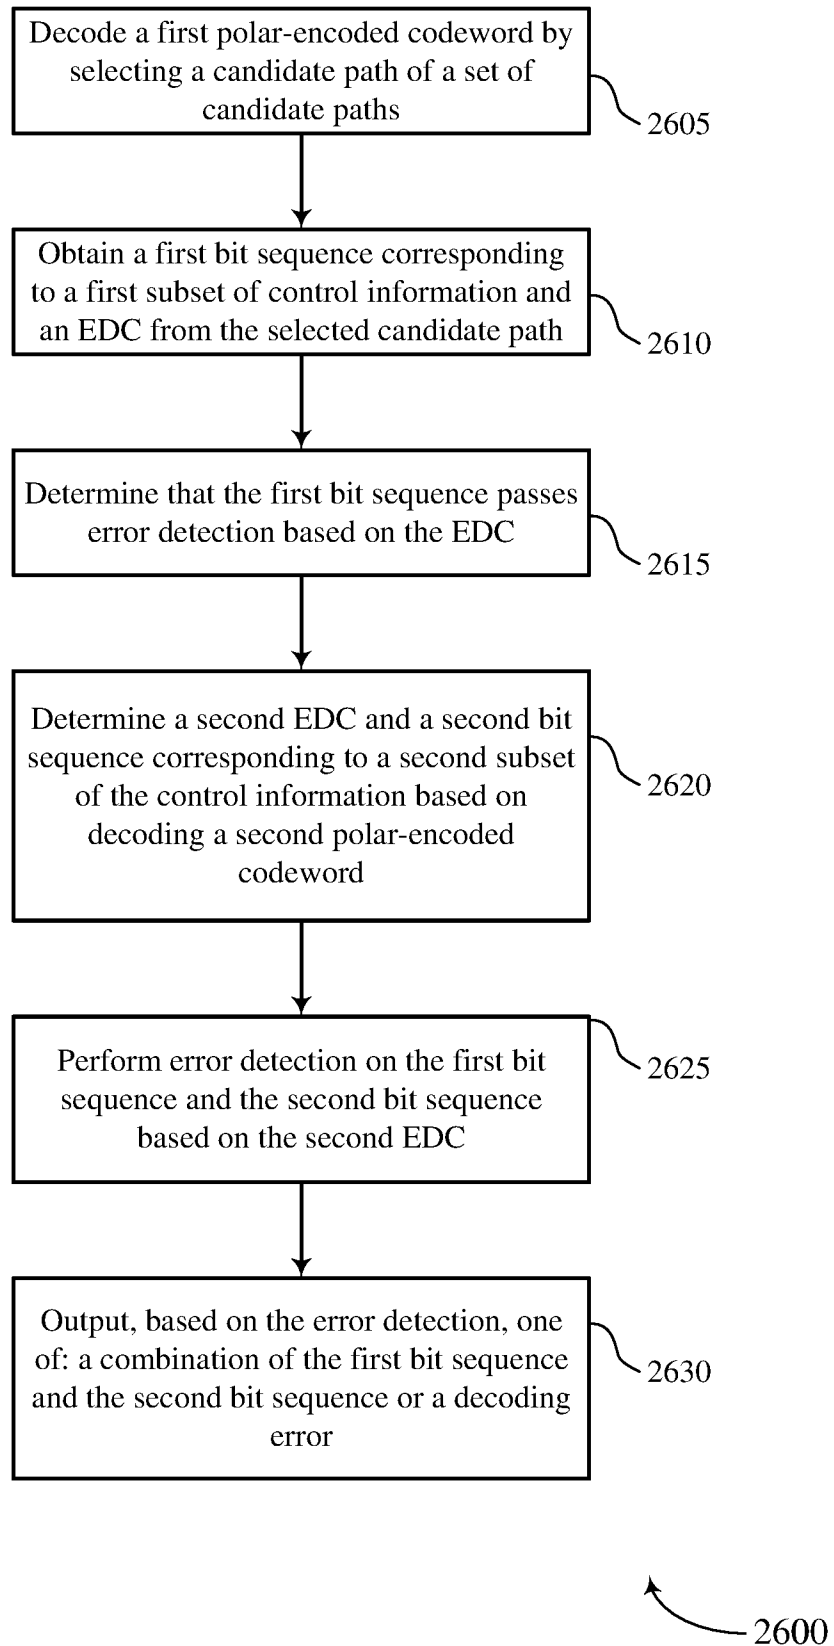 Decode a first polar-encoded codeword by
selecting a candidate path of a set of
candidate paths
2605
Obtain a first bit sequence corresponding
to a first subset of control information and
an EDC from the selected candidate path
2610
Determine that the first bit sequence passes
error detection based on the EDC
2615
Determine a second EDC and a second bit
sequence corresponding to a second subset
of the control information based on
decoding a second polar-encoded
codeword
2620
Perform error detection on the first bit
sequence and the second bit sequence
based on the second EDC
2625
Output, based on the error detection, one
of: a combination of the first bit sequence
and the second bit sequence or a decoding
error
2630
2600